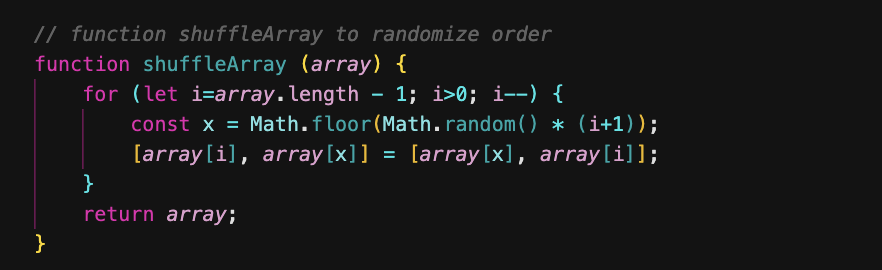 // function shuffleArray to randomize order
function shuffleArray (array) {
    for (let i=array.length - 1; i>0; i--) {
        const x = Math.floor(Math.random() * (i+1));
        [array[i], array[x]] = [array[x], array[i]];
    }
    return array;
}